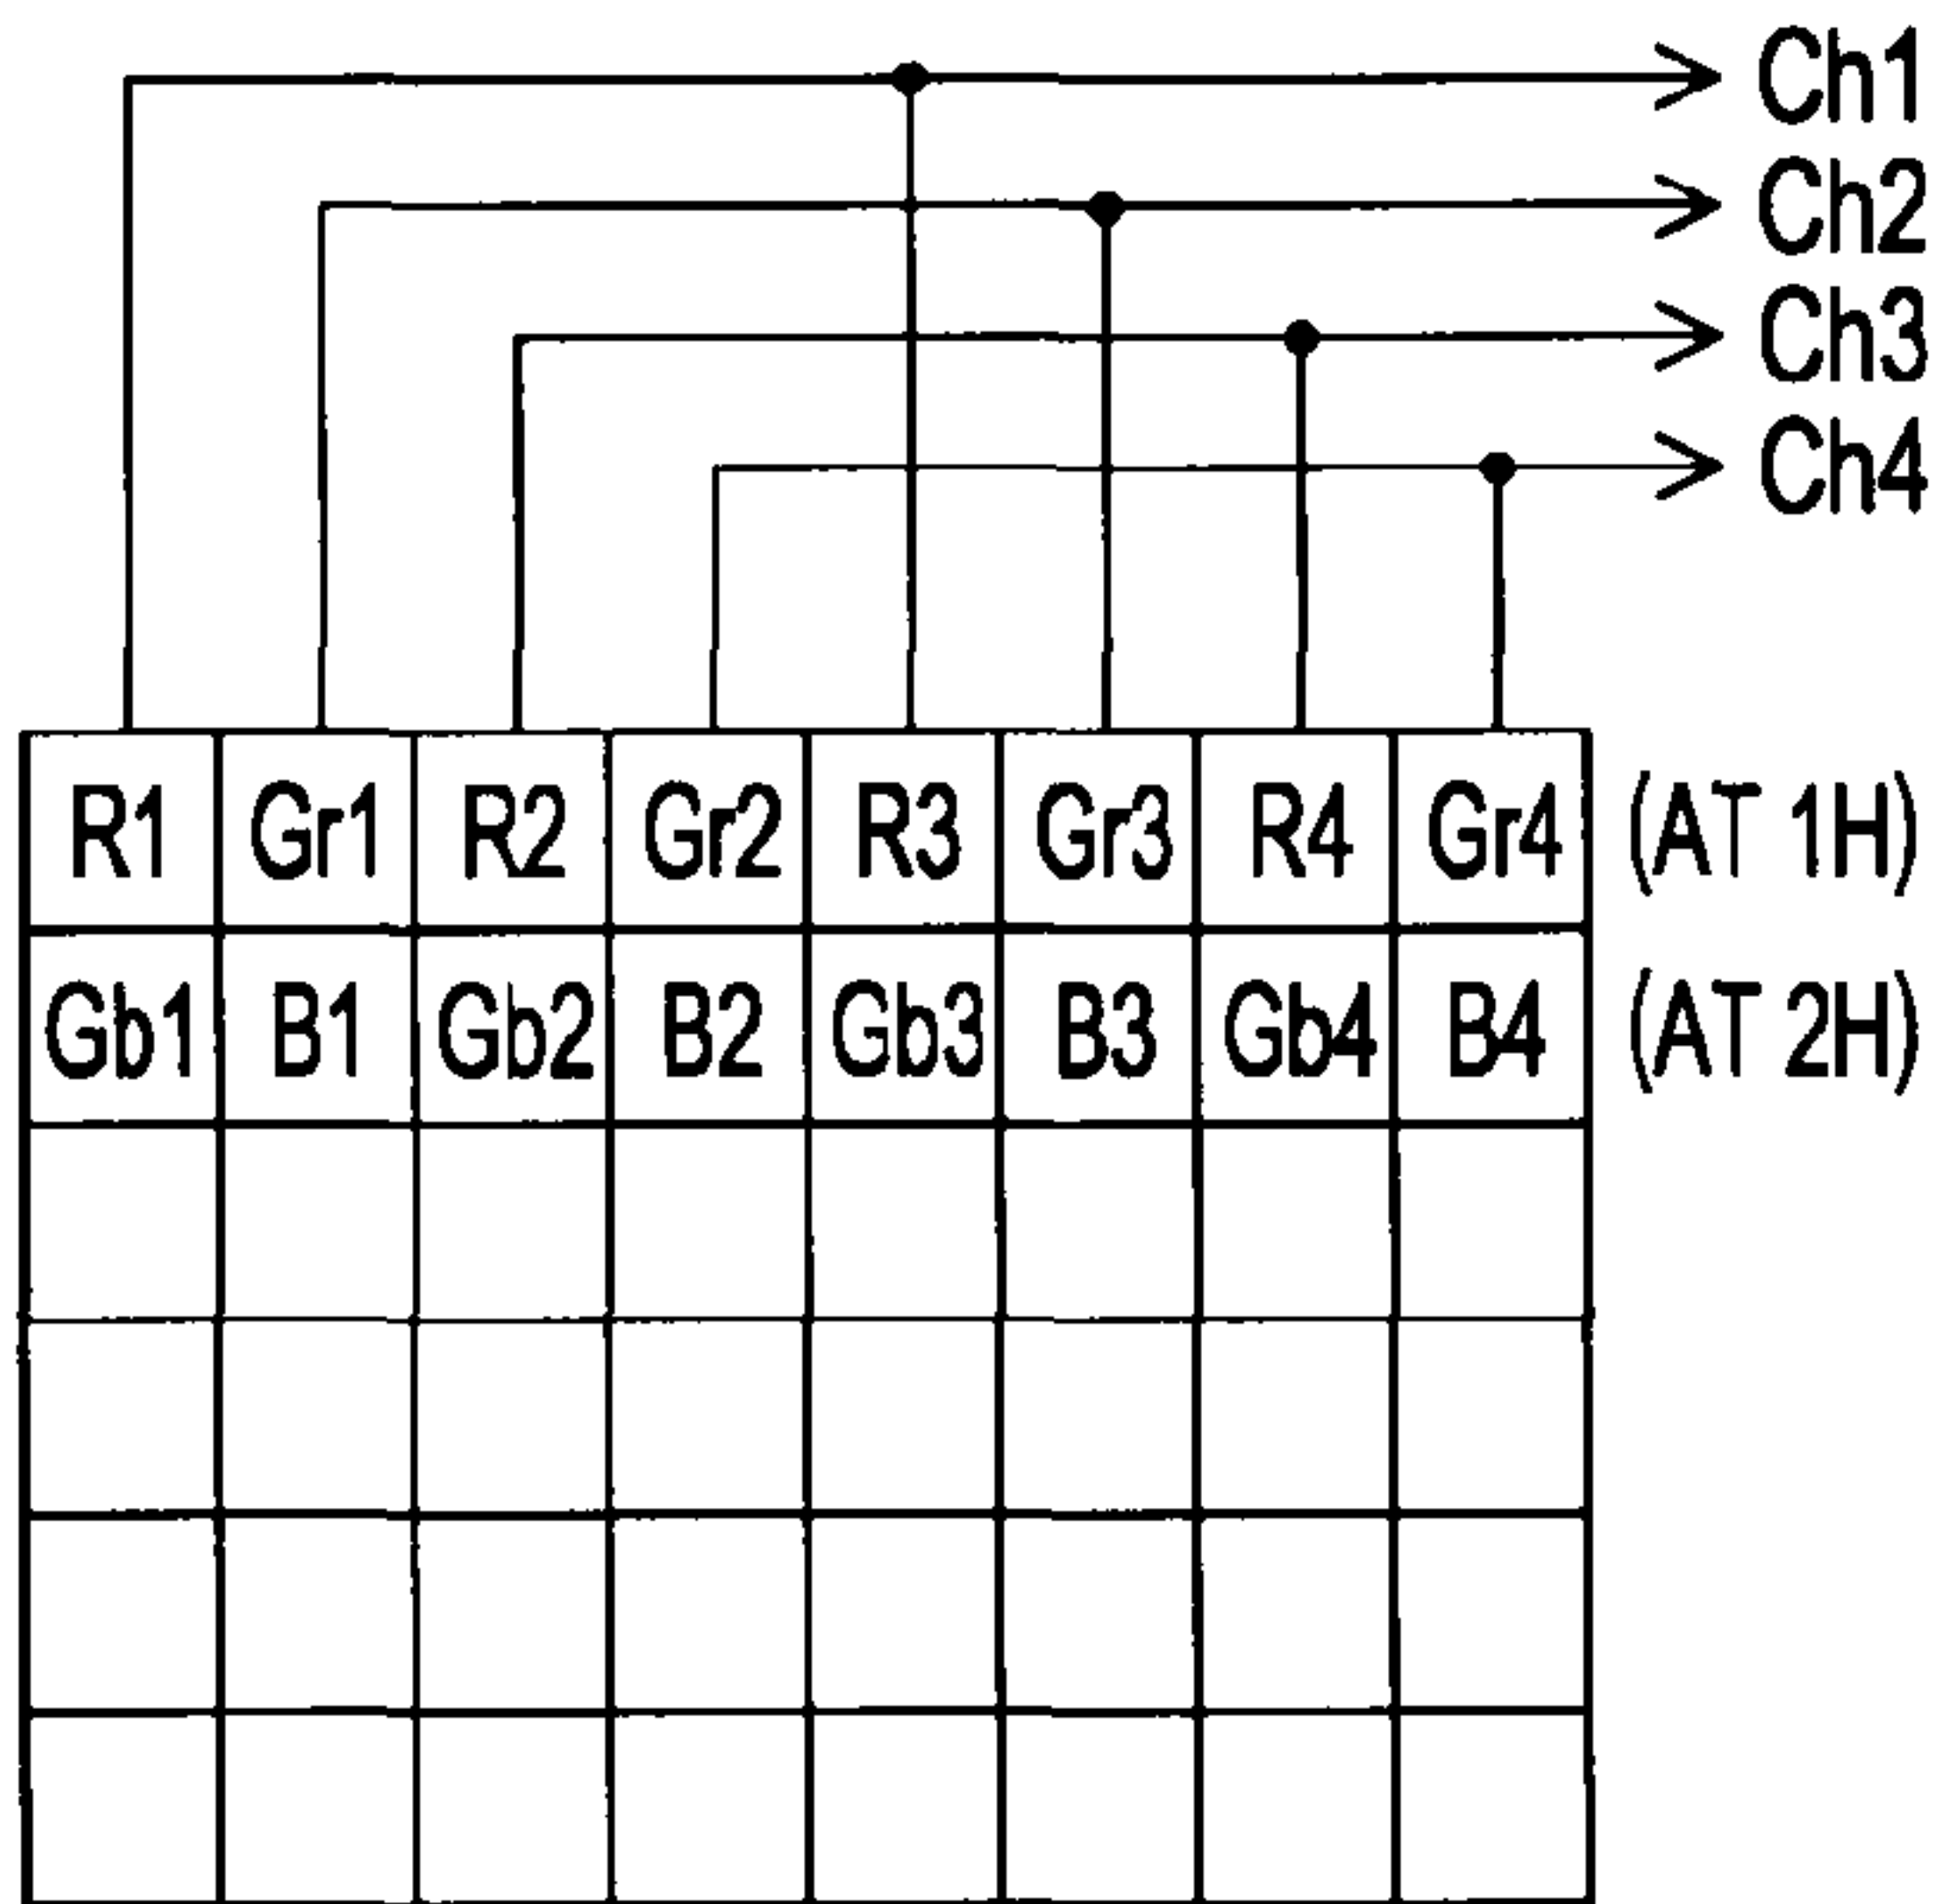 Ch1
Ch2
Ch3
Ch4
R1 Gr1 R2 Gr2 R3 Gr3 R4 Gr4 (AT 1H)
Gb1 B1 Gb2 B2 Gb3 B3 Gb4 B4 (AT 2H)